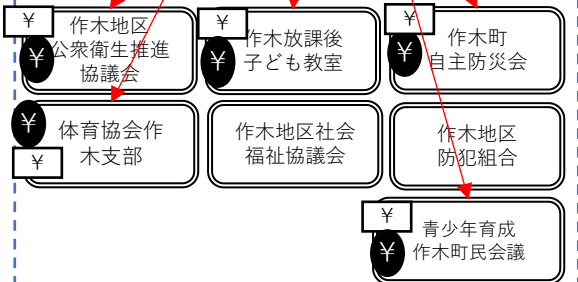 ¥
¥
作木地区
公衆衛生推進
協議会
¥
¥
作木放課後
子ども教室
¥
¥
作木町
自主防災会
¥
¥
体育協会作
木支部
作木地区社会
福祉協議会
作木地区
防犯組合
¥
¥
青少年育成
作木町民会議